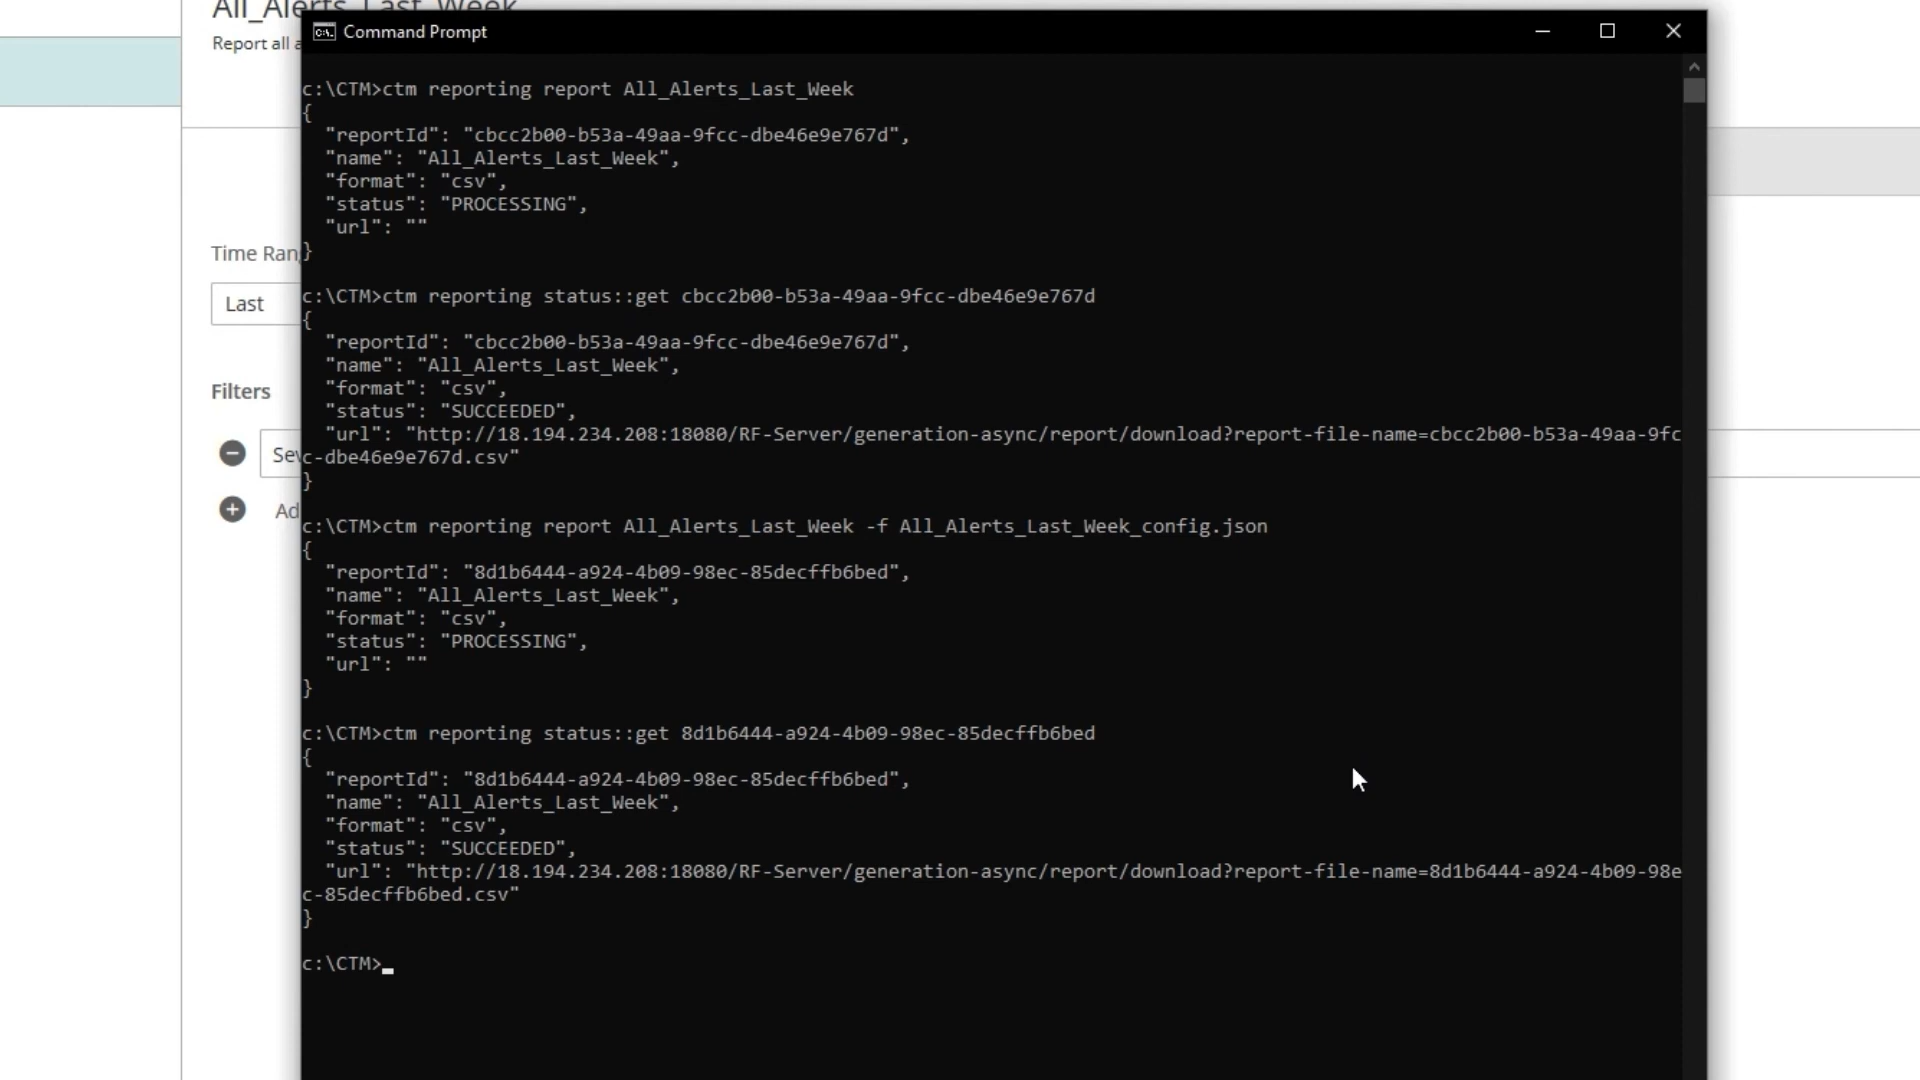 All_Alerts_Last_Week
Report all
Command Prompt
c:\CTM>ctm reporting report All_Alerts_Last_Week
{
"reportId": "cbcc2b00-b53a-49aa-9fcc-dbe46e9e767d",
"name": "All_Alerts_Last_Week",
"format": "csv",
"status": "PROCESSING",
"url": ""
}
Time Ran
Last
c:\CTM>ctm reporting status::get cbcc2b00-b53a-49aa-9fcc-dbe46e9e767d
{
"reportId": "cbcc2b00-b53a-49aa-9fcc-dbe46e9e767d",
"name": "All_Alerts_Last_Week",
"format": "csv",
"status": "SUCCEEDED",
"url": "http://18.194.234.208:18080/RF-Server/generation-async/report/download?report-file-name=cbcc2b00-b53a-49aa-9fc
c-dbe46e9e767d.csv"
}
Filters
Sev
Ad
c:\CTM>ctm reporting report All_Alerts_Last_Week -f All_Alerts_Last_Week_config.json
{
"reportId": "8d1b6444-a924-4b09-98ec-85decffb6bed",
"name": "All_Alerts_Last_Week",
"format": "csv",
"status": "PROCESSING",
"url": ""
}
c:\CTM>ctm reporting status::get 8d1b6444-a924-4b09-98ec-85decffb6bed
{
"reportId": "8d1b6444-a924-4b09-98ec-85decffb6bed",
"name": "All_Alerts_Last_Week",
"format": "csv",
"status": "SUCCEEDED",
"url": "http://18.194.234.208:18080/RF-Server/generation-async/report/download?report-file-name=8d1b6444-a924-4b09-98e
c-85decffb6bed.csv"
}
c:\CTM>